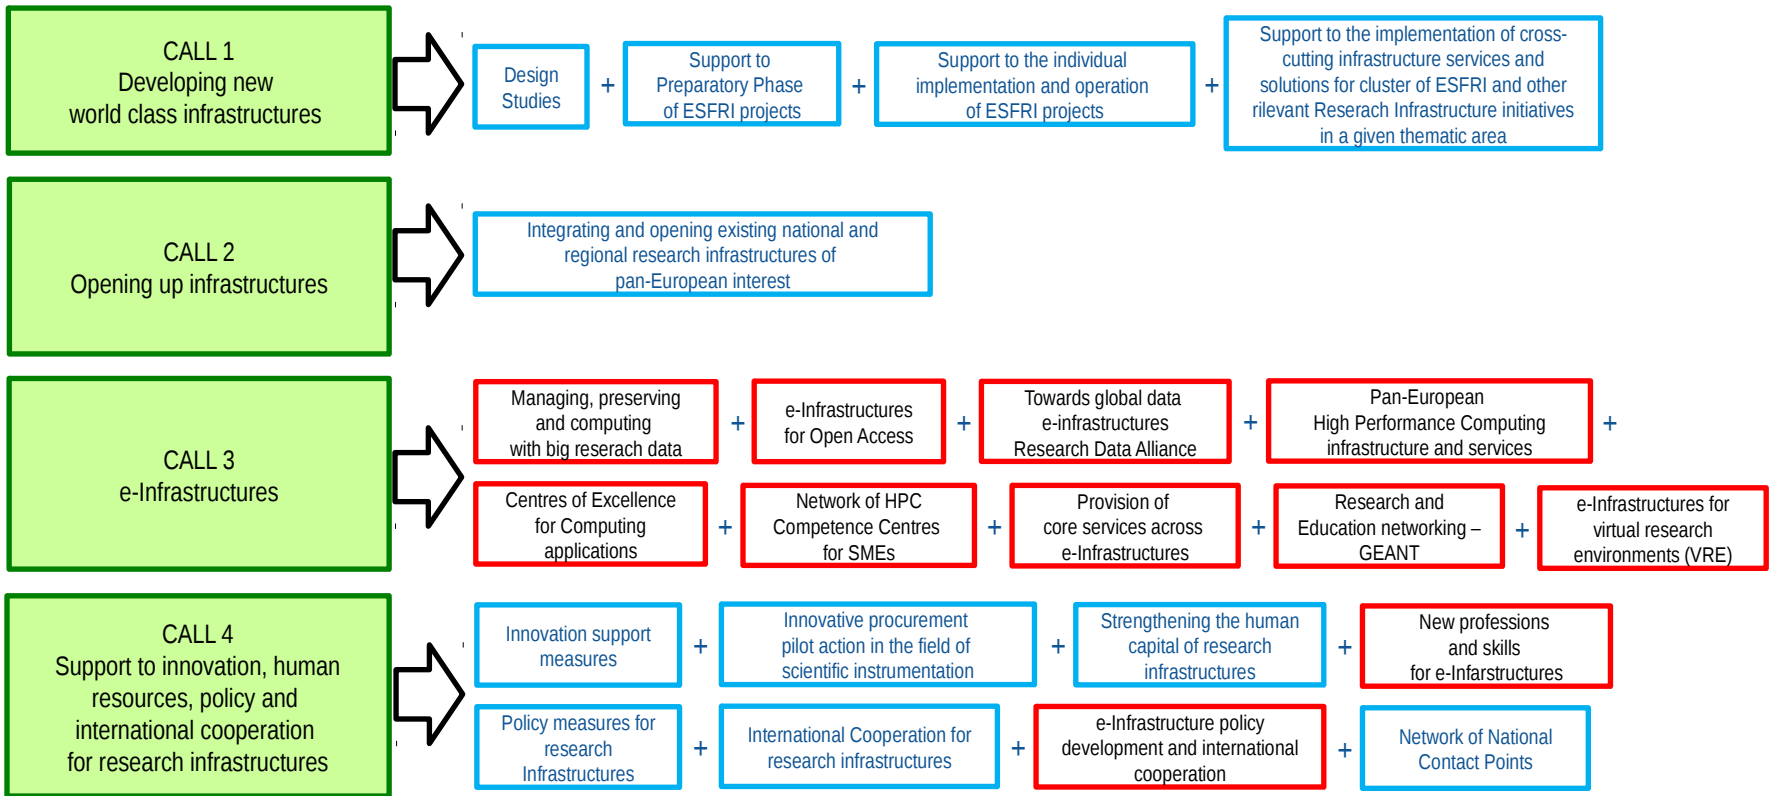 CALL 1
Developing new
world class infrastructures
Design
Studies
+
Support to
Preparatory Phase
of ESFRI projects
+
Support to the individual
implementation and operation
of ESFRI projects
+
Support to the implementation of cross-
cutting infrastructure services and
solutions for cluster of ESFRI and other
rilevant Reserach Infrastructure initiatives
in a given thematic area
CALL 2
Opening up infrastructures
Integrating and opening existing national and
regional research infrastructures of
pan-European interest
CALL 3
e-Infrastructures
Managing, preserving
and computing
with big reserach data
+
e-Infrastructures
for Open Access
+
Towards global data
e-infrastructures
Research Data Alliance
+
Pan-European
High Performance Computing
infrastructure and services
+
Centres of Excellence
for Computing
applications
+
Network of HPC
Competence Centres
for SMEs
+
Provision of
core services across
e-Infrastructures
+
Research and
Education networking –
GEANT
+
e-Infrastructures for
virtual research
environments (VRE)
CALL 4
Support to innovation, human
resources, policy and
international cooperation
for research infrastructures
Innovation support
measures
+
Innovative procurement
pilot action in the field of
scientific instrumentation
+
Strengthening the human
capital of research
infrastructures
+
New professions
and skills
for e-Infarstructures
Policy measures for
research
Infrastructures
+
International Cooperation for
research infrastructures
+
e-Infrastructure policy
development and international
cooperation
+
Network of National
Contact Points